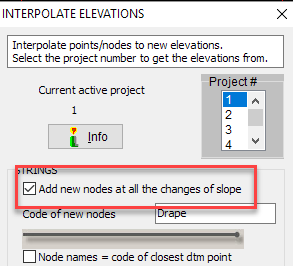 INTERPOLATE ELEVATIONS
Interpolate points/nodes to new elevations.
Select the project number to get the elevations from.
Current active project
1
Info
Project #
1
2
3
4
STRINGS
Add new nodes at all the changes of slope
Code of new nodes
Drape
Node names = code of closest dtm point